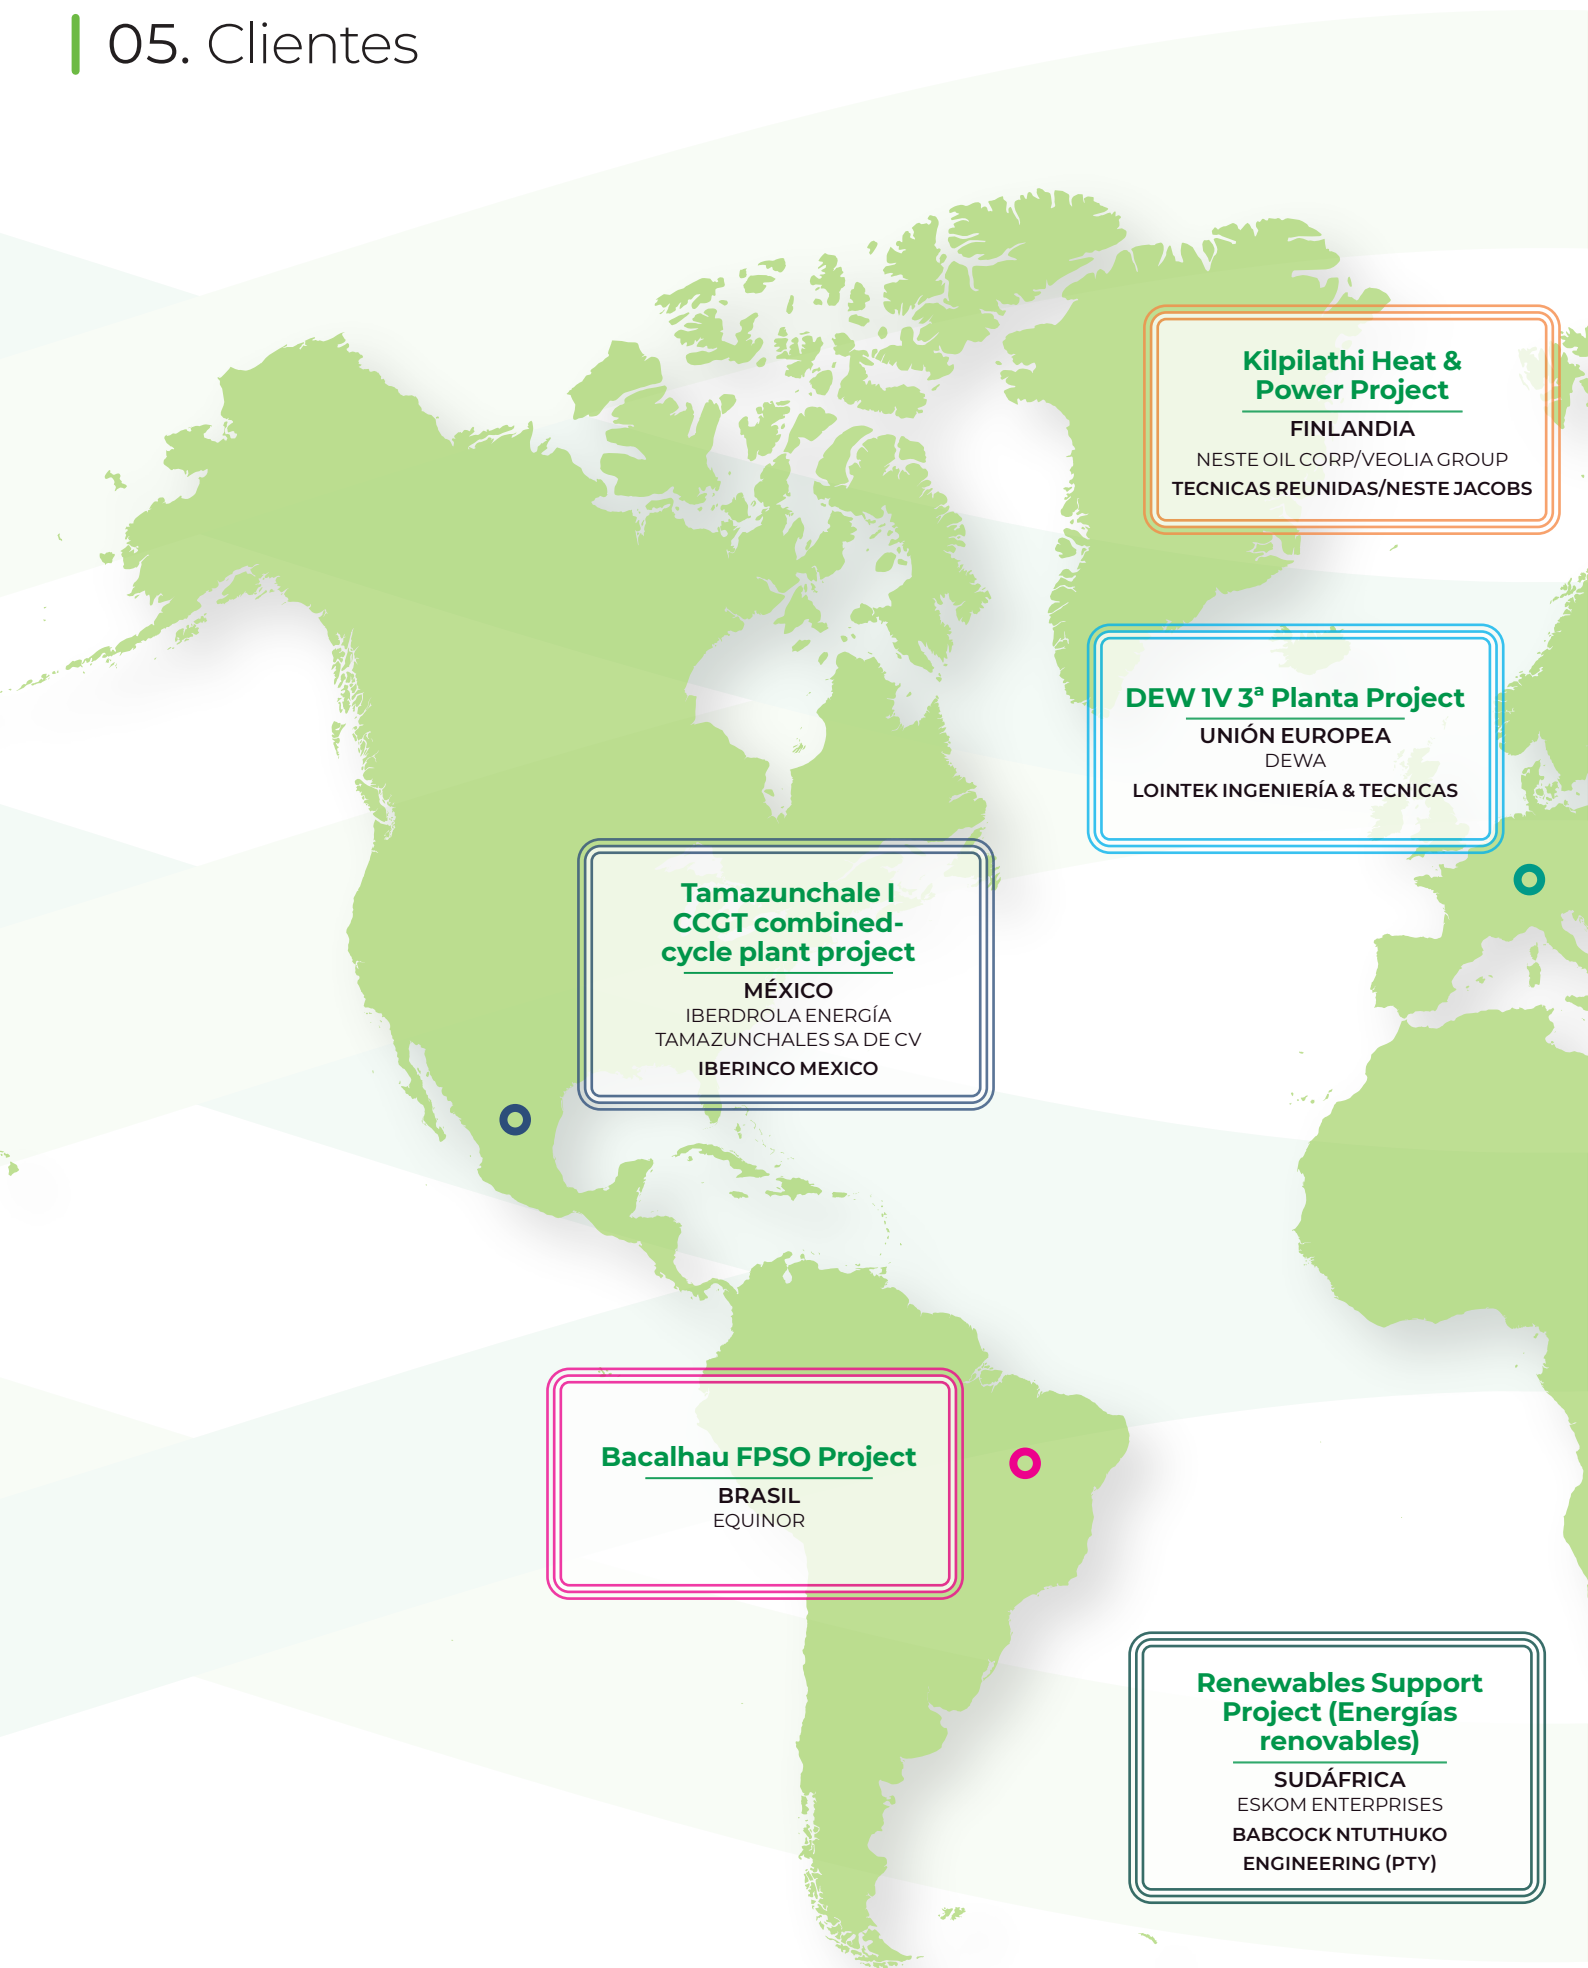 05. Clientes
Kilpilathi Heat &
Power Project
FINLANDIA
NESTE OIL CORP/VEOLIA GROUP
TECNICAS REUNIDAS/NESTE JACOBS
DEW 1V 3ª Planta Project
UNIÓN EUROPEA
DEWA
LOINTEK INGENIERÍA & TECNICAS
Tamazunchale I
CCGT combined-
cycle plant project
MÉXICO
IBERDROLA ENERGÍA
TAMAZUNCHALES SA DE CV
IBERINCO MEXICO
Bacalhau FPSO Project
BRASIL
EQUINOR
Renewables Support
Project (Energías
renovables)
SUDÁFRICA
ESKOM ENTERPRISES
BABCOCK NTUTHUKO
ENGINEERING (PTY)